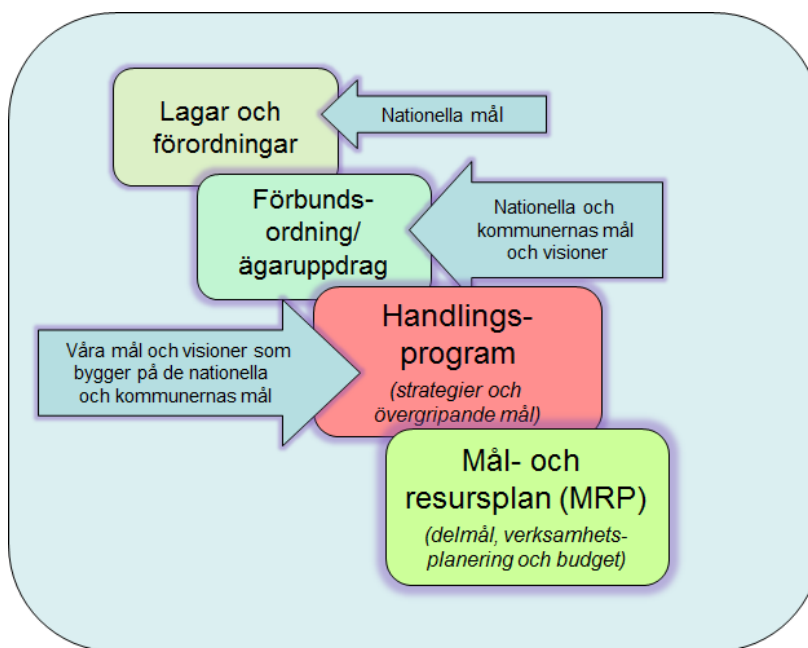 Lagar och
förordningar
Nationella mål
Förbunds-
ordning/
ägaruppdrag
Nationella och
kommunernas mål
och visioner
Våra mål och visioner som
bygger på de nationella
och kommunernas mål
Handlings-
program
(strategier och
övergripande mål)
Mål- och
resursplan (MRP)
(delmål, verksamhets-
planering och budget)